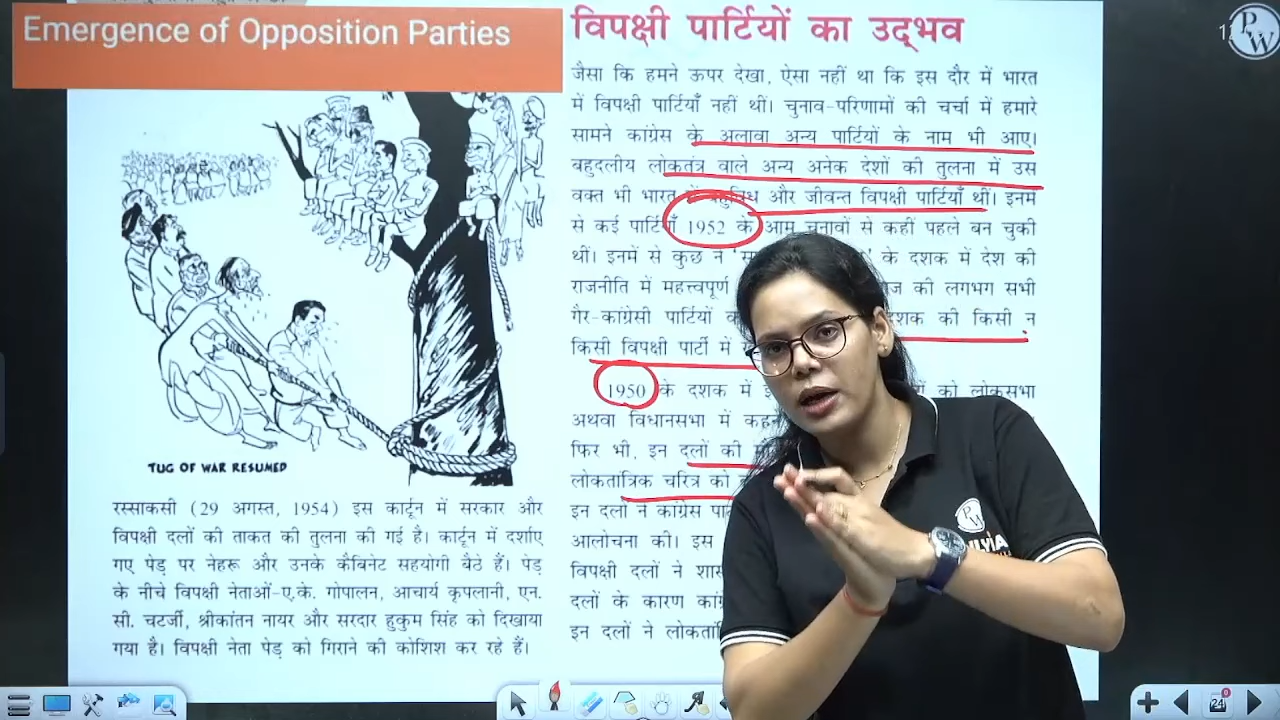 Emergence of Opposition Parties
विपक्षी पार्टियों का उद्भव
जैसा कि हमने ऊपर देखा, ऐसा नहीं था कि इस दौर में भारत
में विपक्षी पार्टियाँ नहीं थीं। चुनाव-परिणामों की चर्चा में हमारे
सामने कांग्रेस के अलावा अन्य पार्टियों के नाम भी आए।
बहुदलीय लोकतंत्र वाले अन्य अनेक देशों की तुलना में उस
वक्त भी भारत में बहुविध और जीवन्त विपक्षी पार्टियाँ थीं। इनमें
से कई पार्टियाँ 1952 के आम चुनावों से कहीं पहले बन चुकी
थीं। इनमें से कुछ ने के दशक में देश की
राजनीति में महत्त्वपूर्ण की लगभग सभी
गैर-कांग्रेसी पार्टियों दशक की किसी न
किसी विपक्षी पार्टी में
1950 के दशक में को लोकसभा
अथवा विधानसभा में
फिर भी, इन दलों की
लोकतांत्रिक चरित्र को
इन दलों ने कांग्रेस
आलोचना की। इस
विपक्षी दलों ने
दलों के कारण
इन दलों ने
TUG OF WAR RESUMED
रस्साकसी (29 अगस्त, 1954) इस कार्टून में सरकार और
विपक्षी दलों की ताकत की तुलना की गई है। कार्टून में दर्शाए
गए पेड़ पर नेहरू और उनके कैबिनेट सहयोगी बैठे हैं। पेड़
के नीचे विपक्षी नेताओं-ए.के. गोपालन, आचार्य कृपलानी, एन.
सी. चटर्जी, श्रीकांतन नायर और सरदार हुकुम सिंह को दिखाया
गया है। विपक्षी नेता पेड़ को गिराने की कोशिश कर रहे हैं।
PW
24